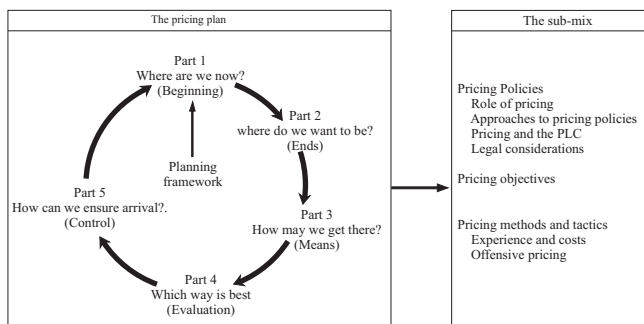 The pricing plan
Part 1
Where are we now?
(Beginning)
Part 2
where do we want to be?
(Ends)
Planning
framework
Part 3
How may we get there?
(Means)
Part 4
Which way is best
(Evaluation)
Part 5
How can we ensure arrival?.
(Control)
The sub-mix
Pricing Policies
Role of pricing
Approaches to pricing policies
Pricing and the PLC
Legal considerations
Pricing objectives
Pricing methods and tactics
Experience and costs
Offensive pricing